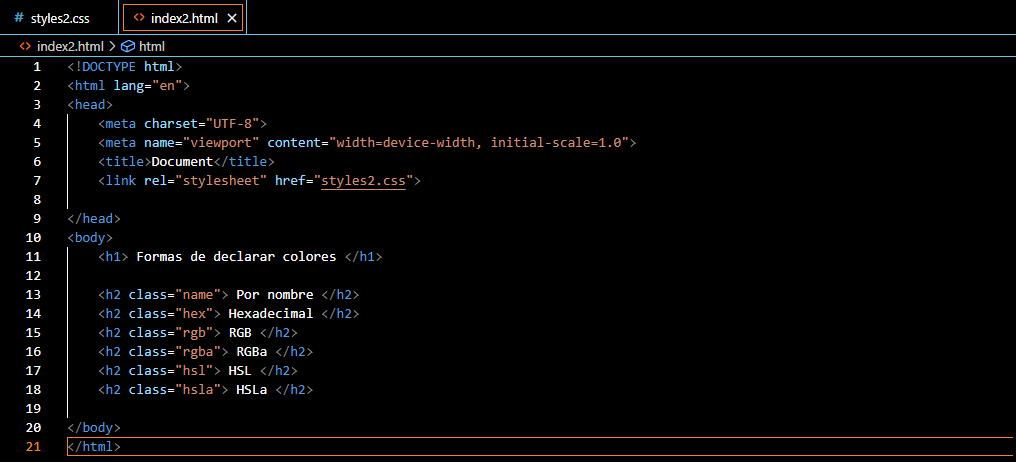 # styles2.css <> index2.html ×
<> index2.html > html
1 <!DOCTYPE html>
2 <html lang="en">
3 <head>
4     <meta charset="UTF-8">
5     <meta name="viewport" content="width=device-width, initial-scale=1.0">
6     <title>Document</title>
7     <link rel="stylesheet" href="styles2.css">
8
9 </head>
10 <body>
11     <h1> Formas de declarar colores </h1>
12
13     <h2 class="name"> Por nombre </h2>
14     <h2 class="hex"> Hexadecimal </h2>
15     <h2 class="rgb"> RGB </h2>
16     <h2 class="rgba"> RGBa </h2>
17     <h2 class="hsl"> HSL </h2>
18     <h2 class="hsla"> HSLa </h2>
19
20 </body>
21 </html>